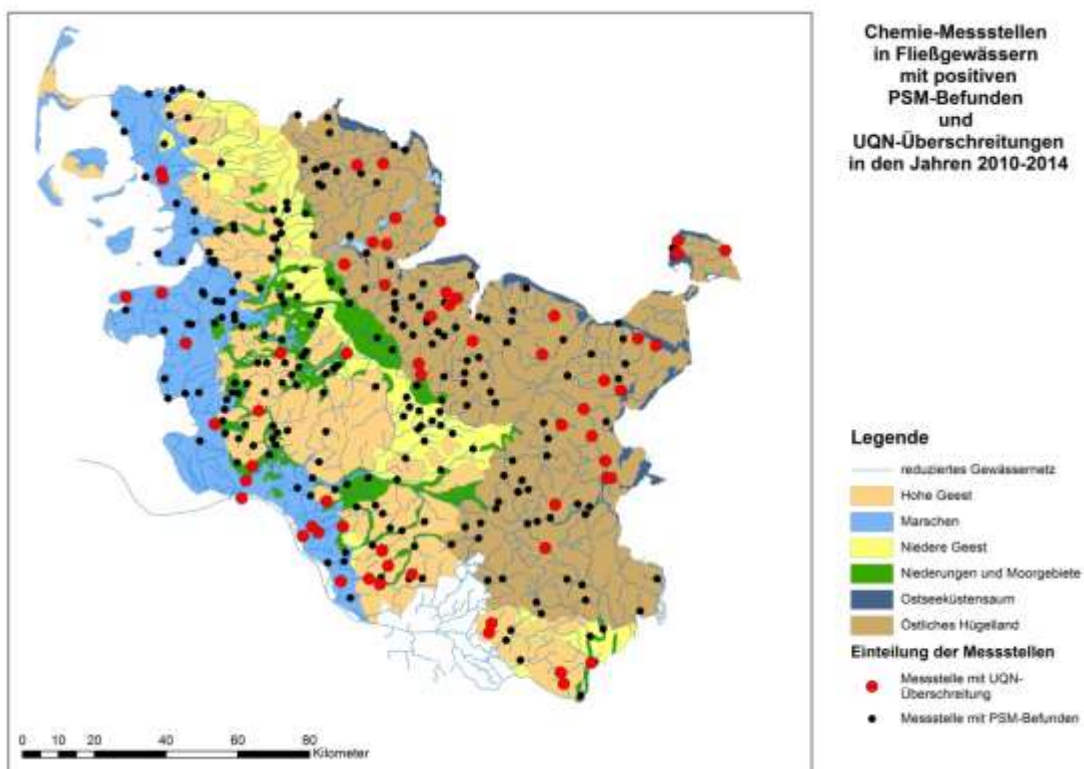 Chemie-Messstellen
in Fließgewässern
mit positiven
PSM-Befunden
und
UQN-Überschreitungen
in den Jahren 2010-2014
Legende
reduziertes Gewässernetz
Hohe Geest
Marschen
Niedere Geest
Niederungen und Moorgebiete
Ostseeküstensaum
Östliches Hügelland
Einteilung der Messstellen
Messstelle mit UQN-
Überschreitung
Messstelle mit PSM-Befunden
0 10 20 40 60 80
Kilometer